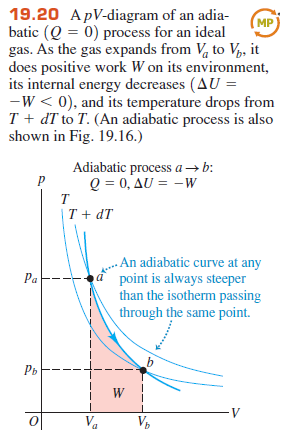 19.20 A pV-diagram of an adia-
batic (Q = 0) process for an ideal
gas. As the gas expands from Va to Vb, it
does positive work W on its environment,
its internal energy decreases (ΔU =
−W < 0), and its temperature drops from
T + dT to T. (An adiabatic process is also
shown in Fig. 19.16.)
MP
Adiabatic process a → b:
Q = 0, ΔU = −W
p
T
T + dT
An adiabatic curve at any
pa
a
point is always steeper
than the isotherm passing
through the same point.
pb
b
W
O
Va
Vb
V